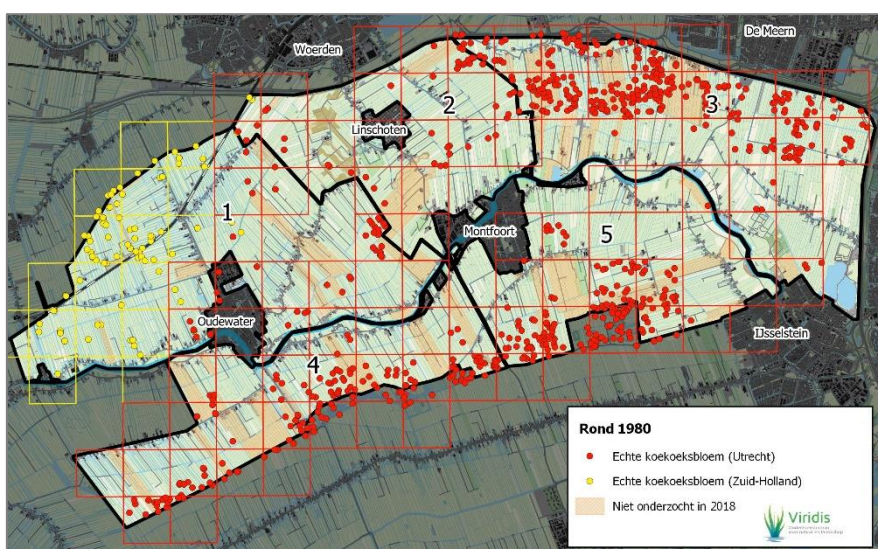 Woerden
De Meern
2
3
Linschoten
1
Montfoort
5
Oudewater
IJsselstein
4
Rond 1980
Echte koekoeksbloem (Utrecht)
Echte koekoeksbloem (Zuid-Holland)
Niet onderzocht in 2018
Viridis